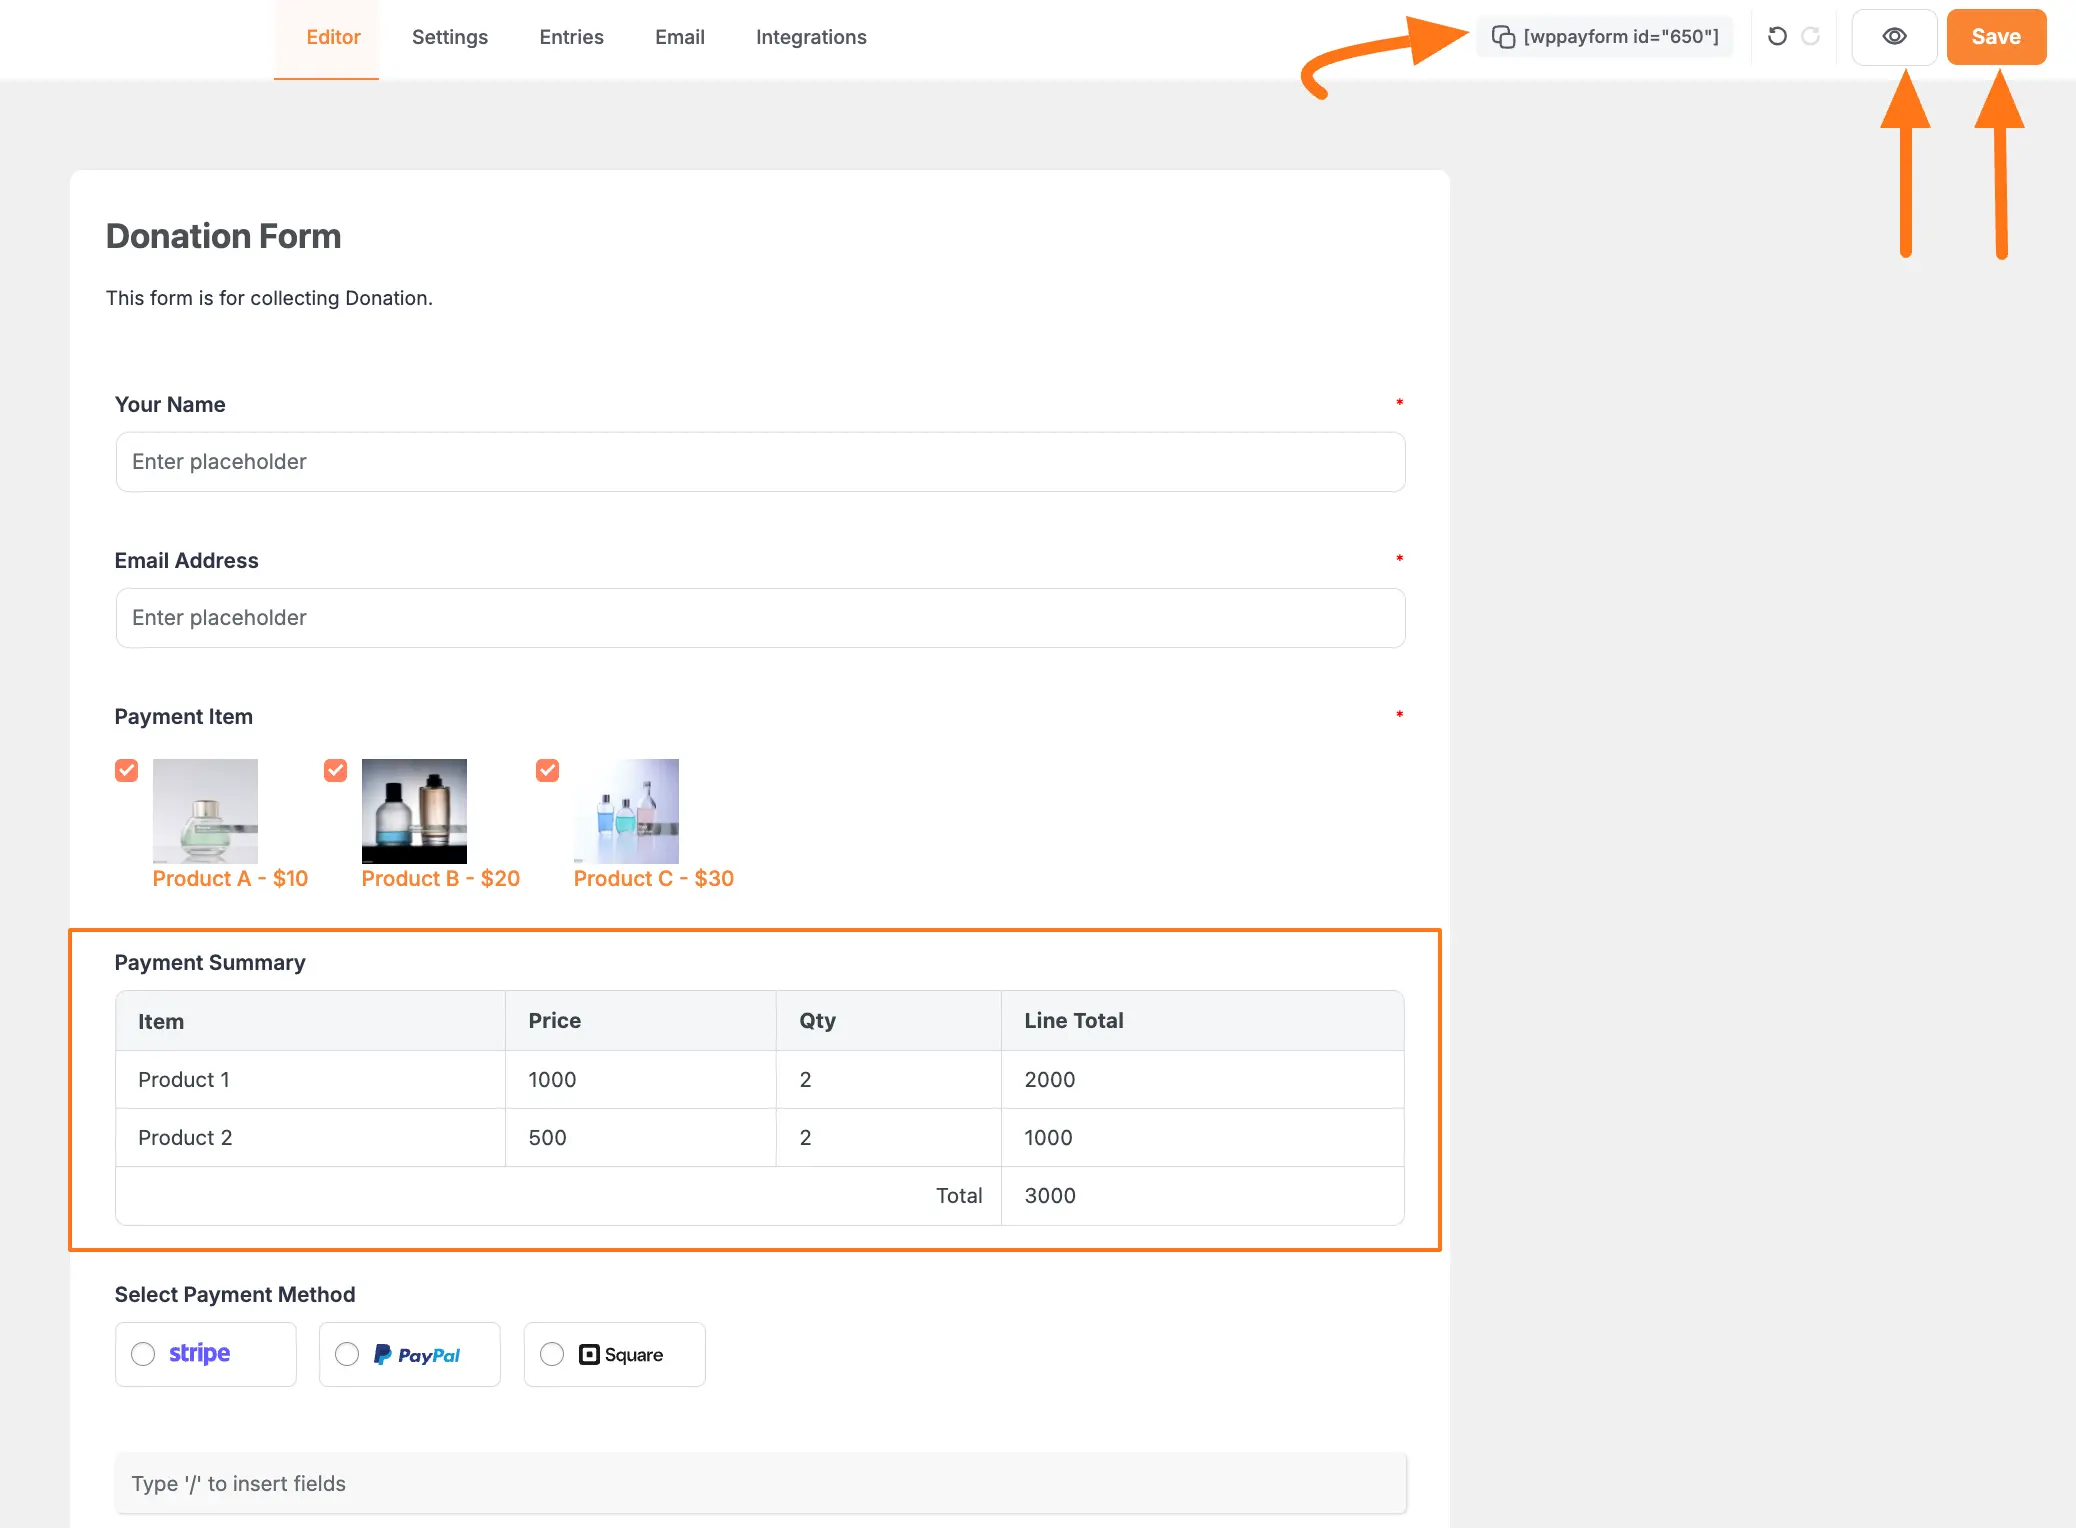 Editor Settings Entries Email Integrations [wppayform id="650"] Save
Donation Form
This form is for collecting Donation.
Your Name *
Enter placeholder
Email Address *
Enter placeholder
Payment Item *
Product A - $10 Product B - $20 Product C - $30
Payment Summary
Item Price Qty Line Total
Product 1 1000 2 2000
Product 2 500 2 1000
Total 3000
Select Payment Method
stripe PayPal Square
Type '/' to insert fields